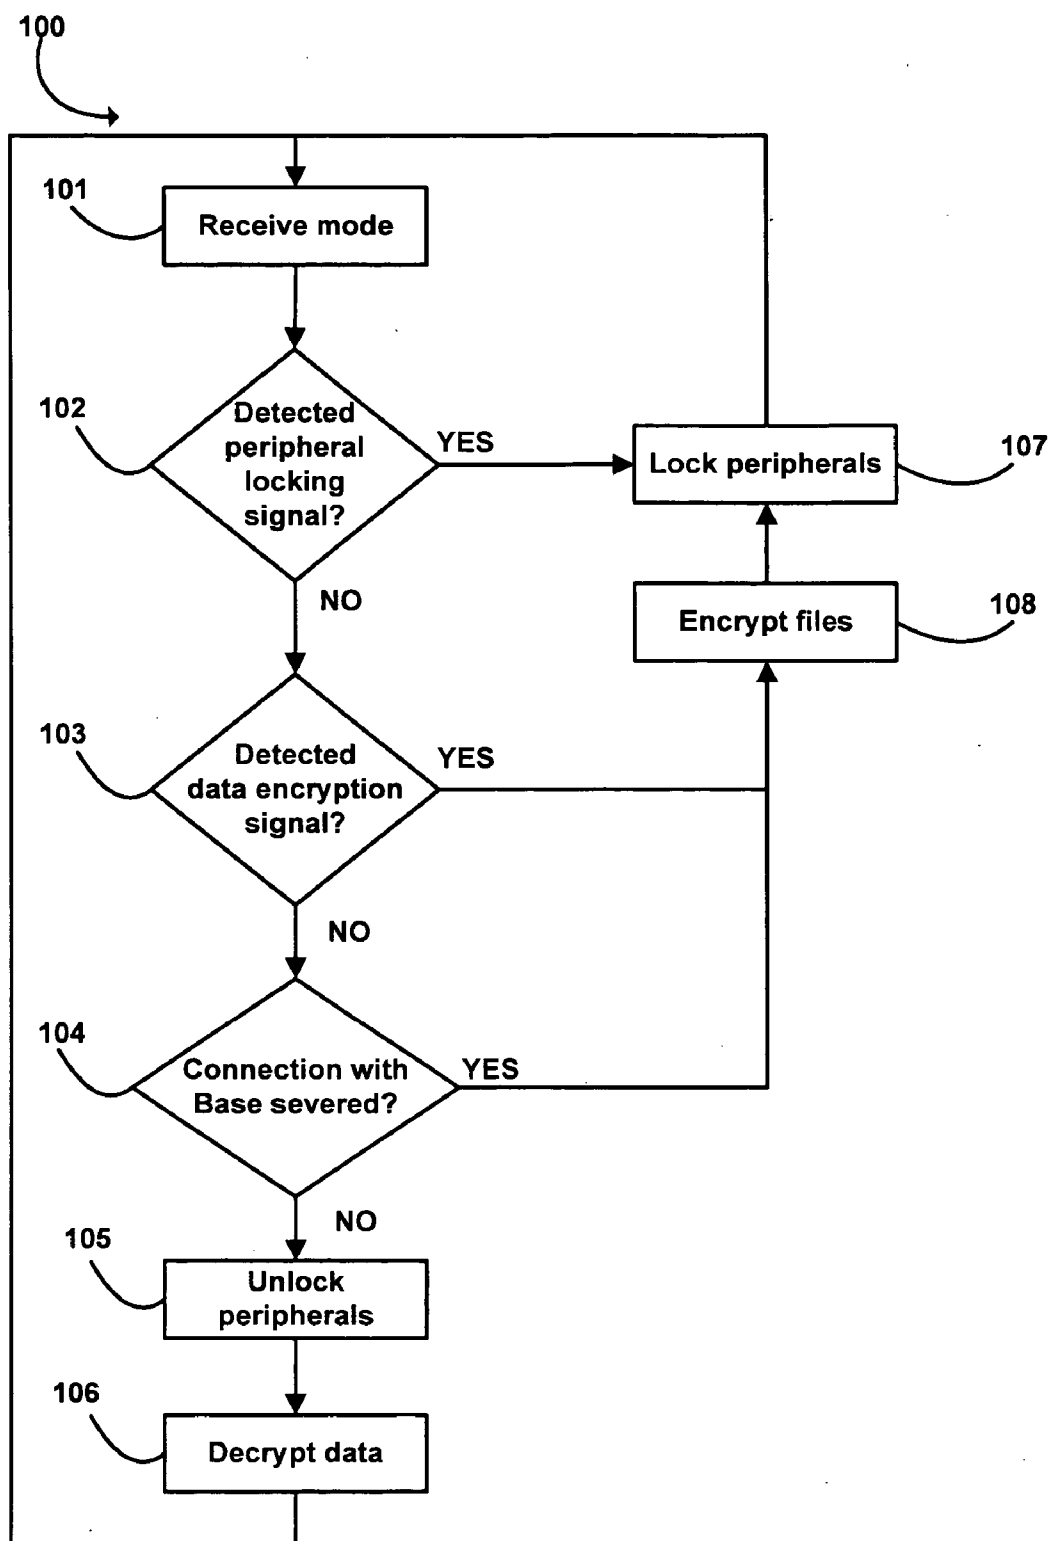 100
101
Receive mode
102
Detected
peripheral
locking
signal?
YES
Lock peripherals
107
NO
Encrypt files
108
103
Detected
data encryption
signal?
YES
NO
104
Connection with
Base severed?
YES
NO
105
Unlock
peripherals
106
Decrypt data